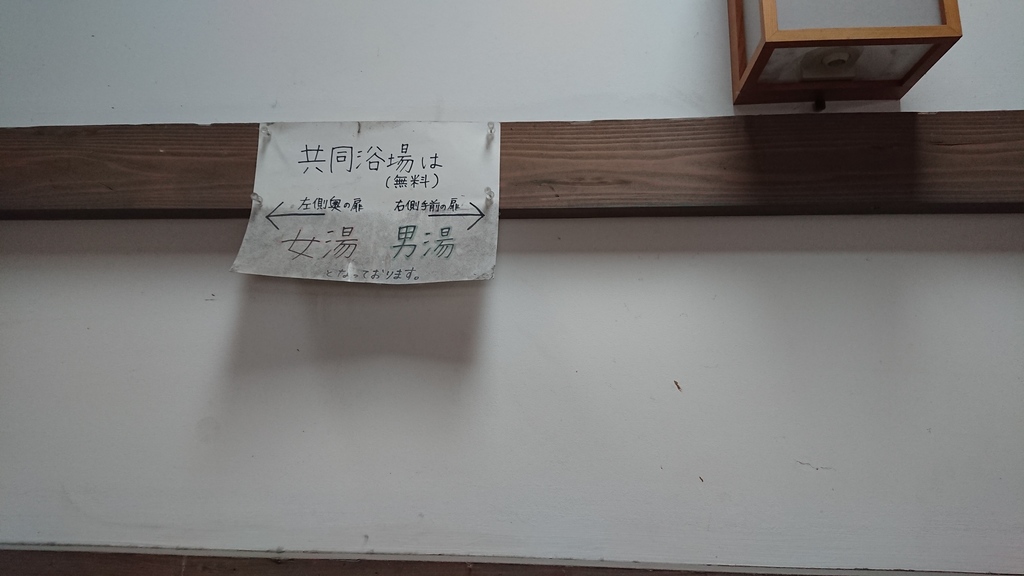 共同浴場は
(無料)
左側奥の扉 右側手前の扉
女湯 男湯
となっております。